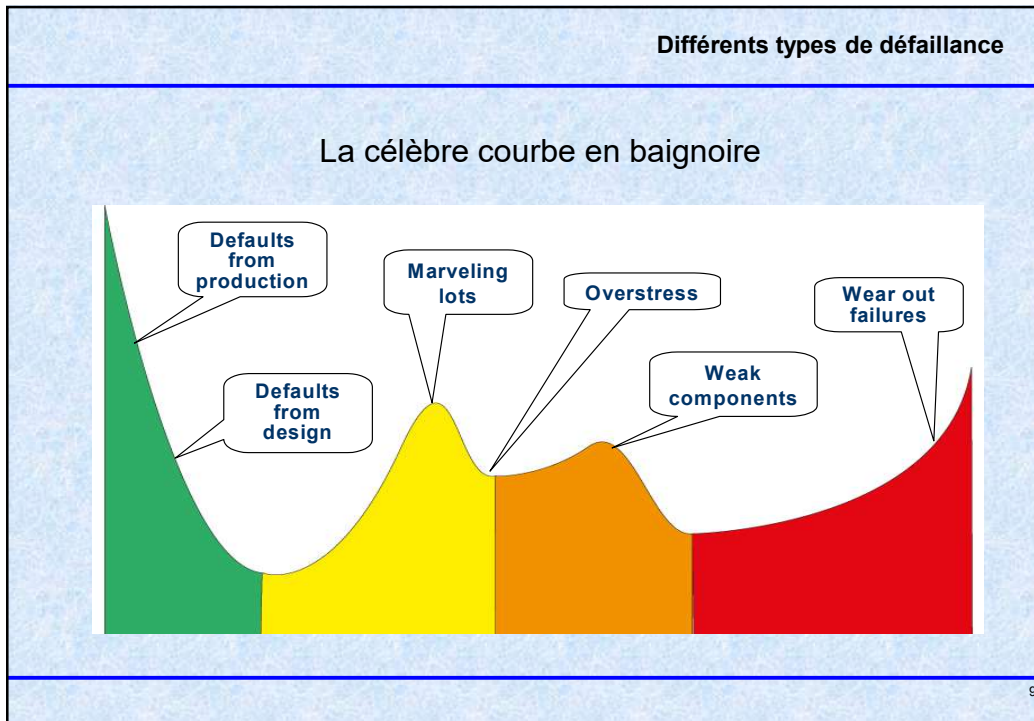 Différents types de défaillance
La célèbre courbe en baignoire
Defaults
from
production
Defaults
from
design
Marveling
lots
Overstress
Weak
components
Wear out
failures
9